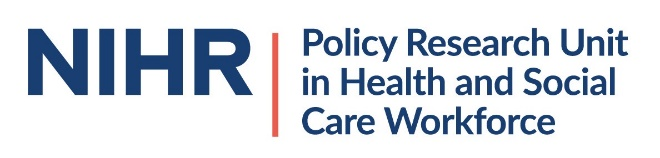 NIHR
Policy Research Unit
in Health and Social
Care Workforce